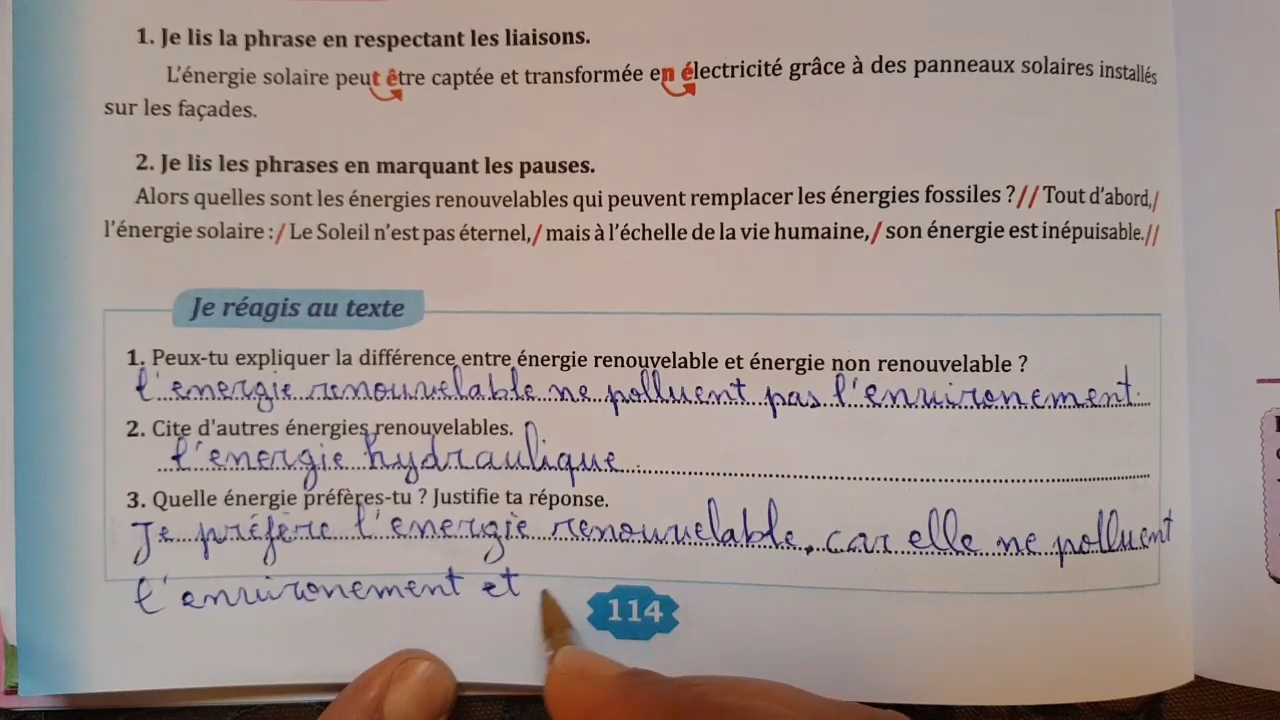 1. Je lis la phrase en respectant les liaisons.
L'énergie solaire peut être captée et transformée en électricité grâce à des panneaux solaires installés
sur les façades.
2. Je lis les phrases en marquant les pauses.
Alors quelles sont les énergies renouvelables qui peuvent remplacer les énergies fossiles ?// Tout d'abord,/
l'énergie solaire :/ Le Soleil n'est pas éternel,/ mais à l'échelle de la vie humaine,/ son énergie est inépuisable.//
Je réagis au texte
1. Peux-tu expliquer la différence entre énergie renouvelable et énergie non renouvelable ?
l'energie renouvelable ne polluent pas l'environement.
2. Cite d'autres énergies renouvelables.
l'energie hydraulique.
3. Quelle énergie préfères-tu ? Justifie ta réponse.
Je préfère l'energie renouvelable, car elle ne polluent
l'environement et
114